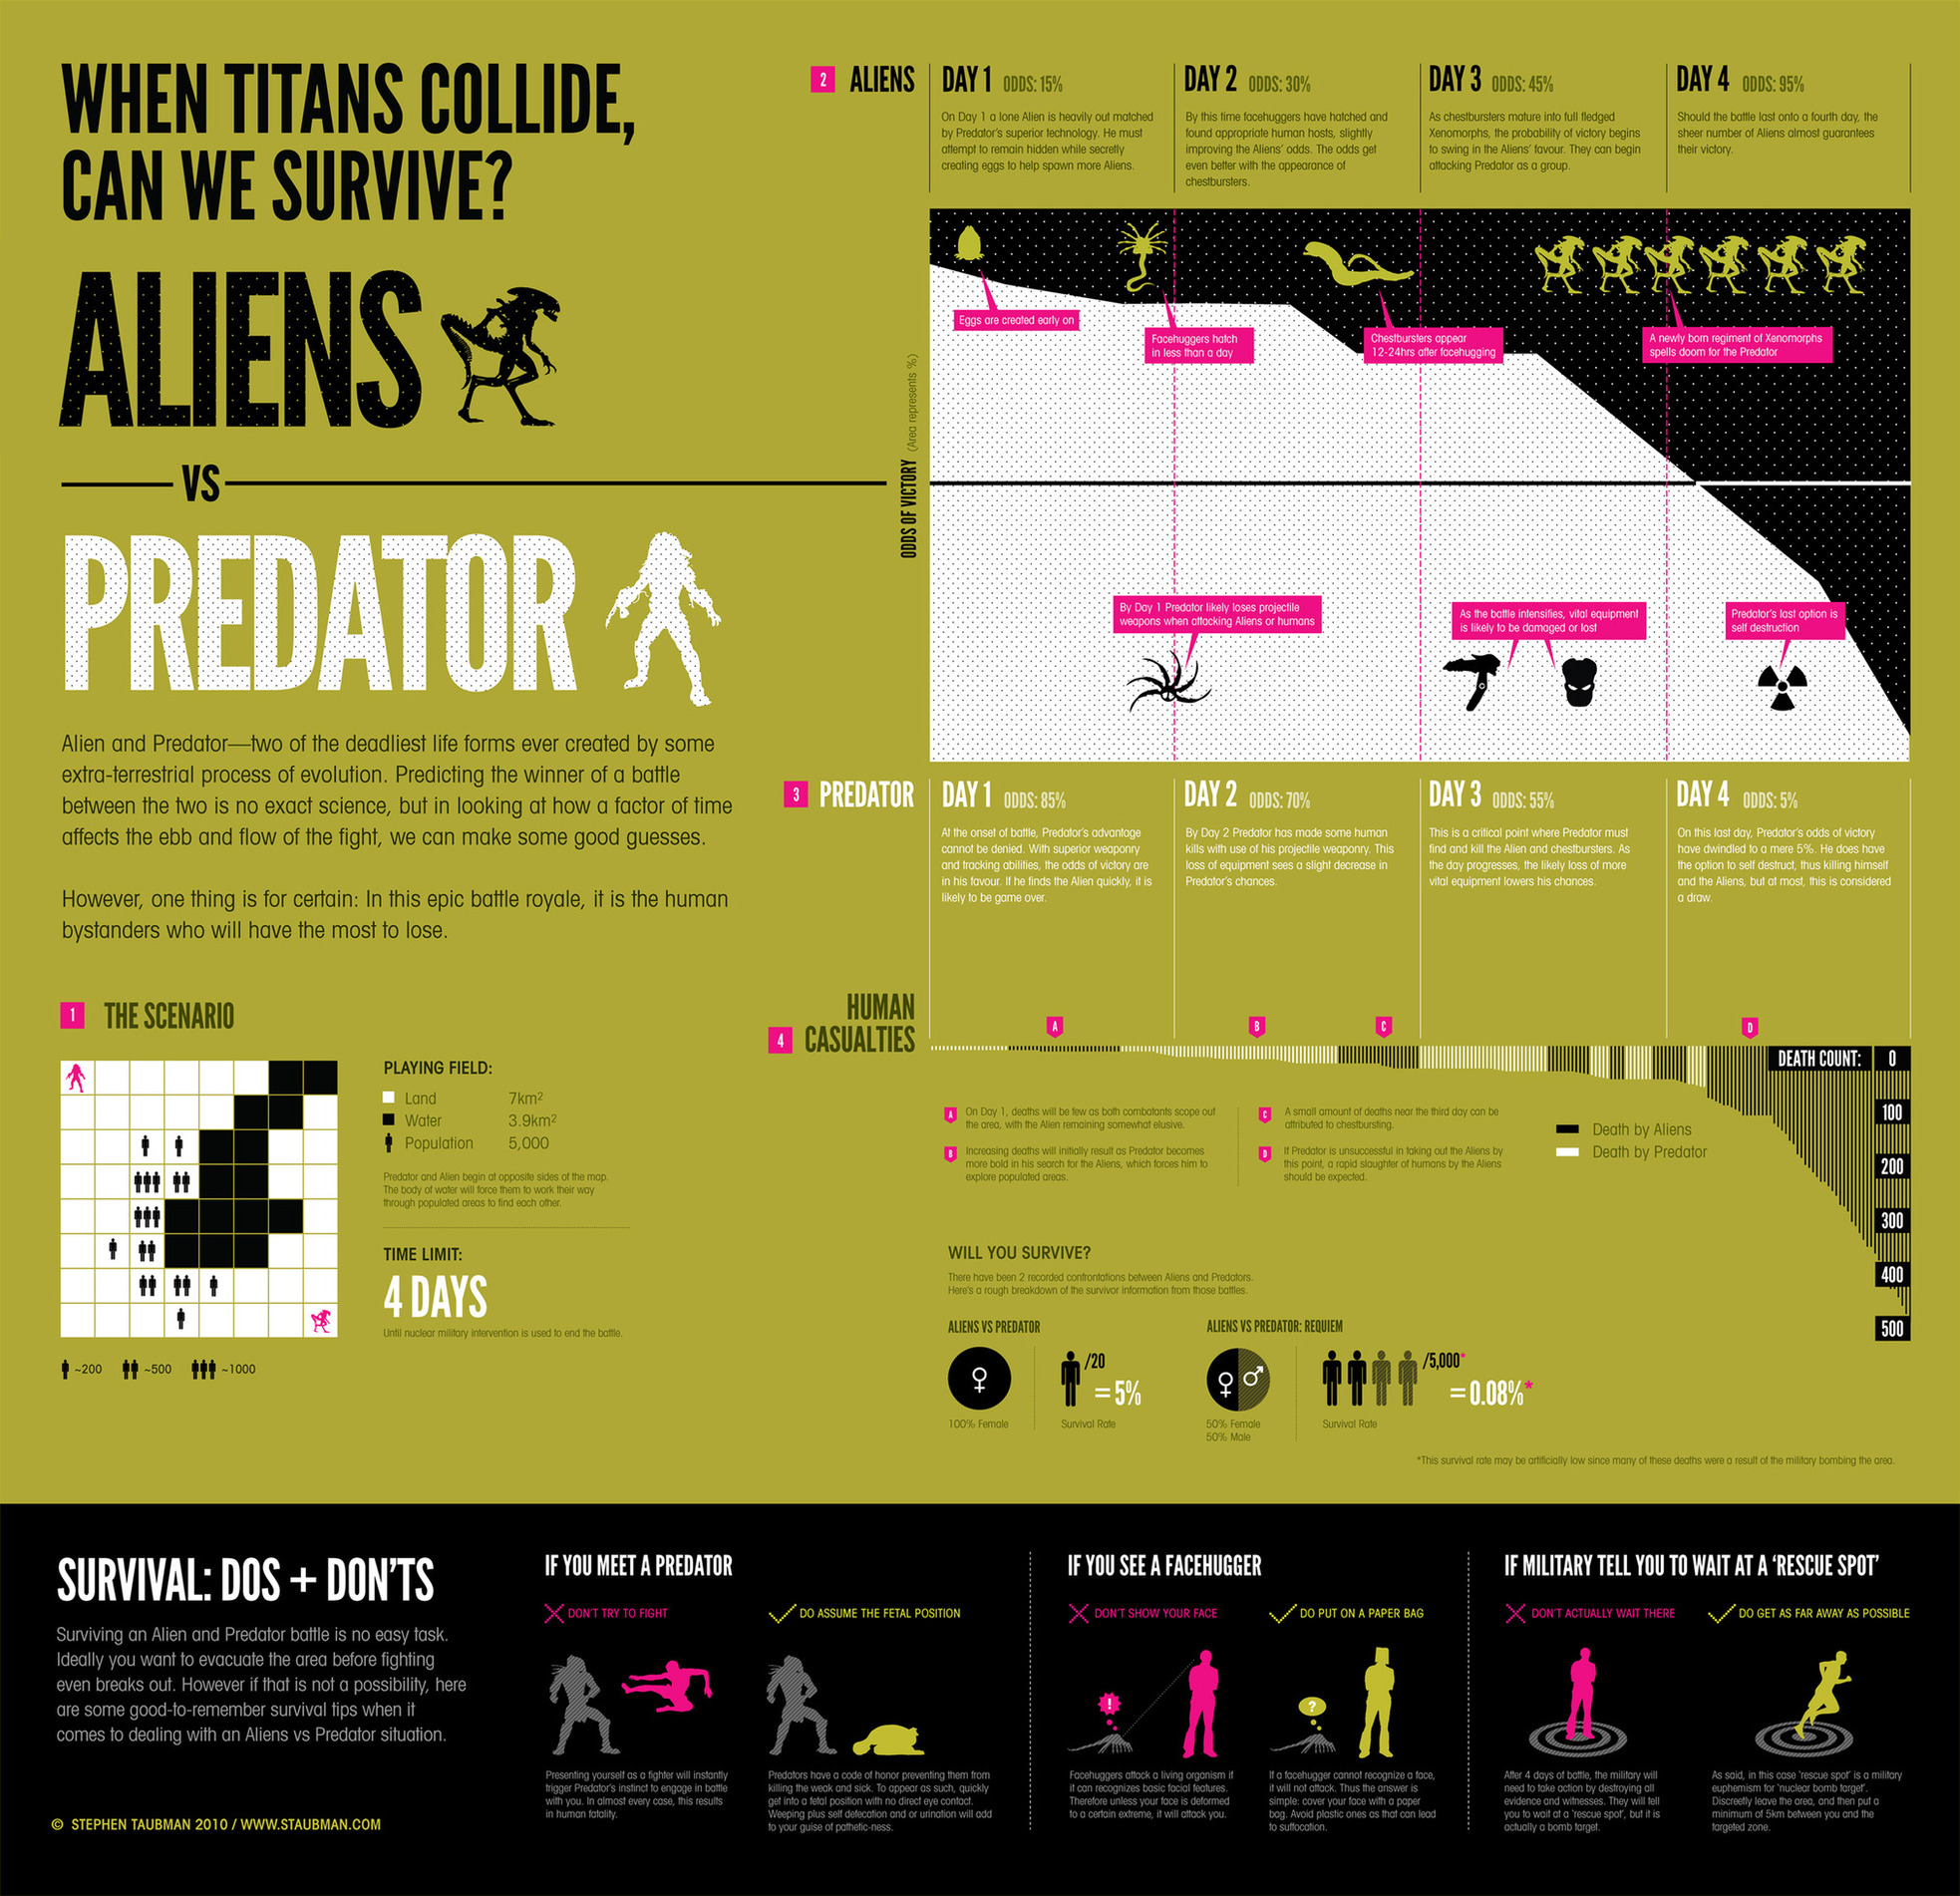 WHEN TITANS COLLIDE,
CAN WE SURVIVE?
ALIENS
VS
PREDATOR
Alien and Predator—two of the deadliest life forms ever created by some
extra-terrestrial process of evolution. Predicting the winner of a battle
between the two is no exact science, but in looking at how a factor of time
affects the ebb and flow of the fight, we can make some good guesses.
However, one thing is for certain: In this epic battle royale, it is the human
bystanders who will have the most to lose.
1 THE SCENARIO
PLAYING FIELD:
Land 7km²
Water 3.9km²
Population 5,000
Predator and Alien begin at opposite sides of the map.
The body of water will force them to work their way
through populated areas to find each other.
TIME LIMIT:
4 DAYS
Until nuclear military intervention is used to end the battle.
~200 ~500 ~1000
2 ALIENS
DAY 1 ODDS: 15%
On Day 1 a lone Alien is heavily out matched
by Predator's superior technology. He must
attempt to remain hidden while secretly
creating eggs to help spawn more Aliens.
DAY 2 ODDS: 30%
By this time facehuggers have hatched and
found appropriate human hosts, slightly
improving the Aliens' odds. The odds get
even better with the appearance of
chestbursters.
DAY 3 ODDS: 45%
As chestbursters mature into full fledged
Xenomorphs, the probability of victory begins
to swing in the Aliens' favour. They can begin
attacking Predator as a group.
DAY 4 ODDS: 95%
Should the battle last onto a fourth day, the
sheer number of Aliens almost guarantees
their victory.
ODDS OF VICTORY (Area represents %)
Eggs are created early on
Facehuggers hatch
in less than a day
Chestbursters appear
12-24hrs after facehugging
A newly born regiment of Xenomorphs
spells doom for the Predator
By Day 1 Predator likely loses projectile
weapons when attacking Aliens or humans
As the battle intensifies, vital equipment
is likely to be damaged or lost
Predator's last option is
self destruction
3 PREDATOR
DAY 1 ODDS: 85%
At the onset of battle, Predator's advantage
cannot be denied. With superior weaponry
and tracking abilities, the odds of victory are
in his favour. If he finds the Alien quickly, it is
likely to be game over.
DAY 2 ODDS: 70%
By Day 2 Predator has made some human
kills with use of his projectile weaponry. This
loss of equipment sees a slight decrease in
Predator's chances.
DAY 3 ODDS: 55%
This is a critical point where Predator must
find and kill the Alien and chestbursters. As
the day progresses, the likely loss of more
vital equipment lowers his chances.
DAY 4 ODDS: 5%
On this last day, Predator's odds of victory
have dwindled to a mere 5%. He does have
the option to self destruct, thus killing himself
and the Aliens, but at most, this is considered
a draw.
4 HUMAN
CASUALTIES
A B C D
DEATH COUNT: 0
100
200
300
400
500
A On Day 1, deaths will be few as both combatants scope out
the area, with the Alien remaining somewhat elusive.
B Increasing deaths will initially result as Predator becomes
more bold in his search for the Aliens, which forces him to
explore populated areas.
C A small amount of deaths near the third day can be
attributed to chestbursting.
D If Predator is unsuccessful in taking out the Aliens by
this point, a rapid slaughter of humans by the Aliens
should be expected.
Death by Aliens
Death by Predator
WILL YOU SURVIVE?
There have been 2 recorded confrontations between Aliens and Predators.
Here's a rough breakdown of the survivor information from those battles.
ALIENS VS PREDATOR
100% Female
/20
= 5%
Survival Rate
ALIENS VS PREDATOR: REQUIEM
50% Female
50% Male
/5,000*
= 0.08%*
Survival Rate
*This survival rate may be artificially low since many of these deaths were a result of the military bombing the area.
SURVIVAL: DOS + DON'TS
Surviving an Alien and Predator battle is no easy task.
Ideally you want to evacuate the area before fighting
even breaks out. However if that is not a possibility, here
are some good-to-remember survival tips when it
comes to dealing with an Aliens vs Predator situation.
© STEPHEN TAUBMAN 2010 / WWW.STAUBMAN.COM
IF YOU MEET A PREDATOR
DON'T TRY TO FIGHT
Presenting yourself as a fighter will instantly
trigger Predator's instinct to engage in battle
with you. In almost every case, this results
in human fatality.
DO ASSUME THE FETAL POSITION
Predators have a code of honor preventing them from
killing the weak and sick. To appear as such, quickly
get into a fetal position with no direct eye contact.
Weeping plus self defecation and or urination will add
to your guise of pathetic-ness.
IF YOU SEE A FACEHUGGER
DON'T SHOW YOUR FACE
!
Facehuggers attack a living organism if
it can recognizes basic facial features.
Therefore unless your face is deformed
to a certain extreme, it will attack you.
DO PUT ON A PAPER BAG
?
If a facehugger cannot recognize a face,
it will not attack. Thus the answer is
simple: cover your face with a paper
bag. Avoid plastic ones as that can lead
to suffocation.
IF MILITARY TELL YOU TO WAIT AT A 'RESCUE SPOT'
DON'T ACTUALLY WAIT THERE
After 4 days of battle, the military will
need to take action by destroying all
evidence and witnesses. They will tell
you to wait at a 'rescue spot', but it is
actually a bomb target.
DO GET AS FAR AWAY AS POSSIBLE
As said, in this case 'rescue spot' is a military
euphemism for 'nuclear bomb target'.
Discreetly leave the area, and then put a
minimum of 5km between you and the
targeted zone.